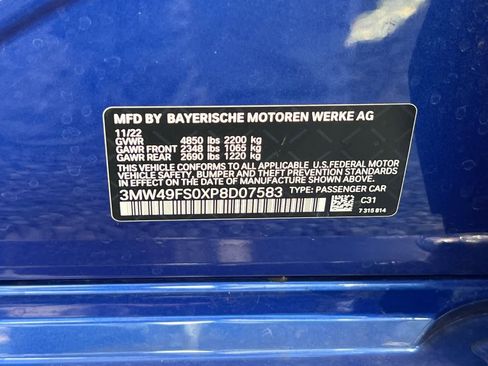 MFD BY BAYERISCHE MOTOREN WERKE AG
11/22
GVWR 4850 lbs 2200 kg
GAWR FRONT 2348 lbs 1065 kg
GAWR REAR 2690 lbs 1220 kg
THIS VEHICLE CONFORMS TO ALL APPLICABLE U.S.FEDERAL MOTOR
VEHICLE SAFETY, BUMPER AND THEFT PREVENTION STANDARDS
IN EFFECT ON THE DATE OF MANUFACTURE SHOWN ABOVE.
3MW49FS0XP8D07583 TYPE: PASSENGER CAR
C31
7 315 814